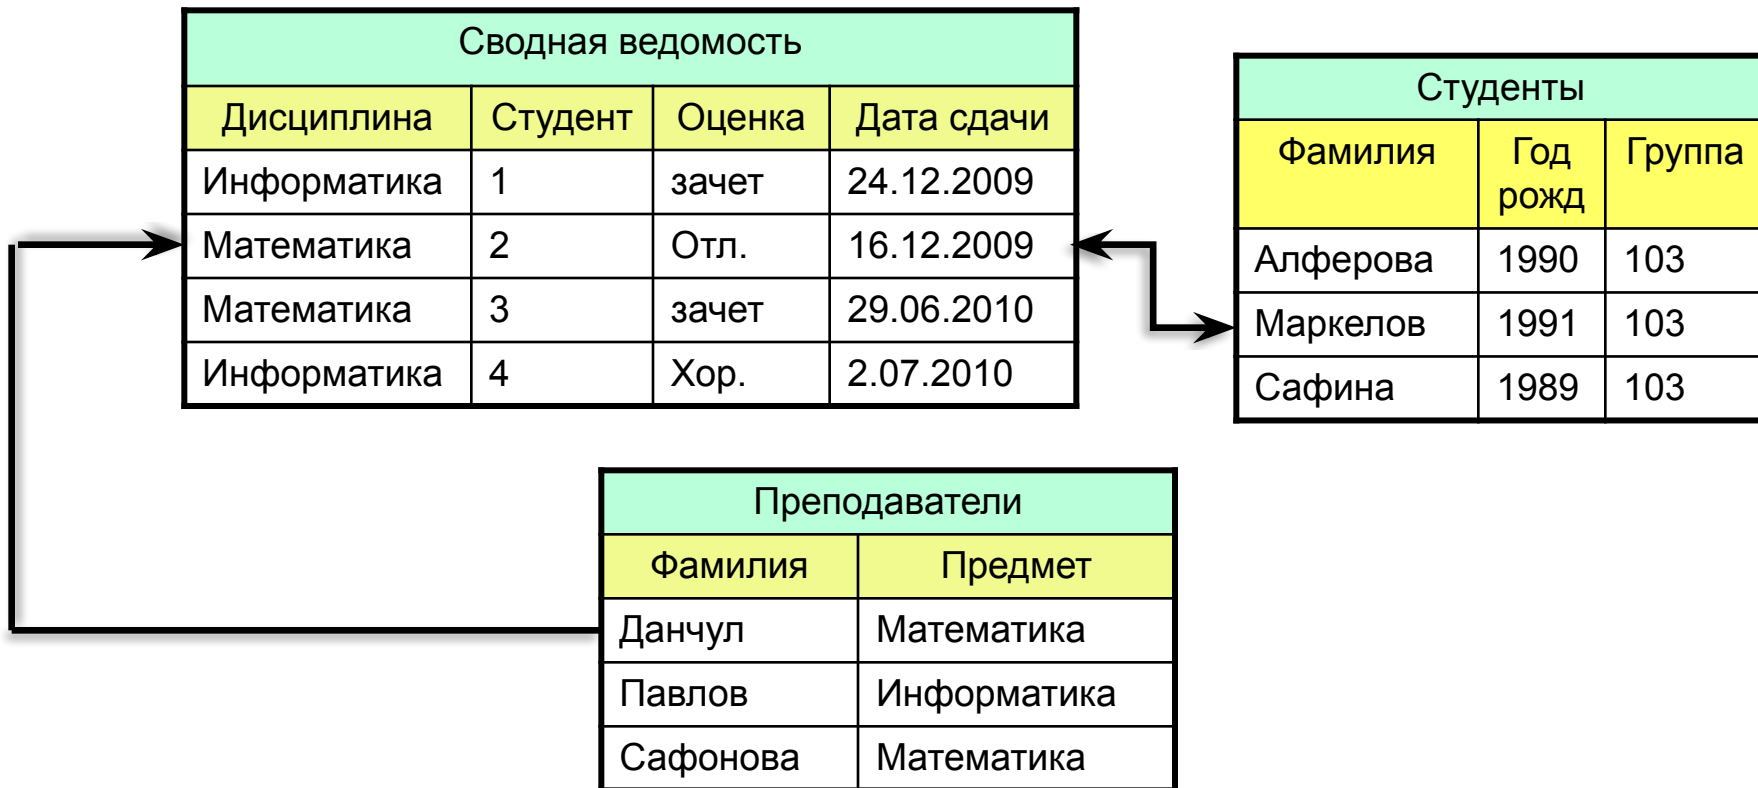 Сводная ведомость
Дисциплина Студент Оценка Дата сдачи
Информатика 1 зачет 24.12.2009
Математика 2 Отл. 16.12.2009
Математика 3 зачет 29.06.2010
Информатика 4 Хор. 2.07.2010
Студенты
Фамилия Год рожд Группа
Алферова 1990 103
Маркелов 1991 103
Сафина 1989 103
Преподаватели
Фамилия Предмет
Данчул Математика
Павлов Информатика
Сафонова Математика